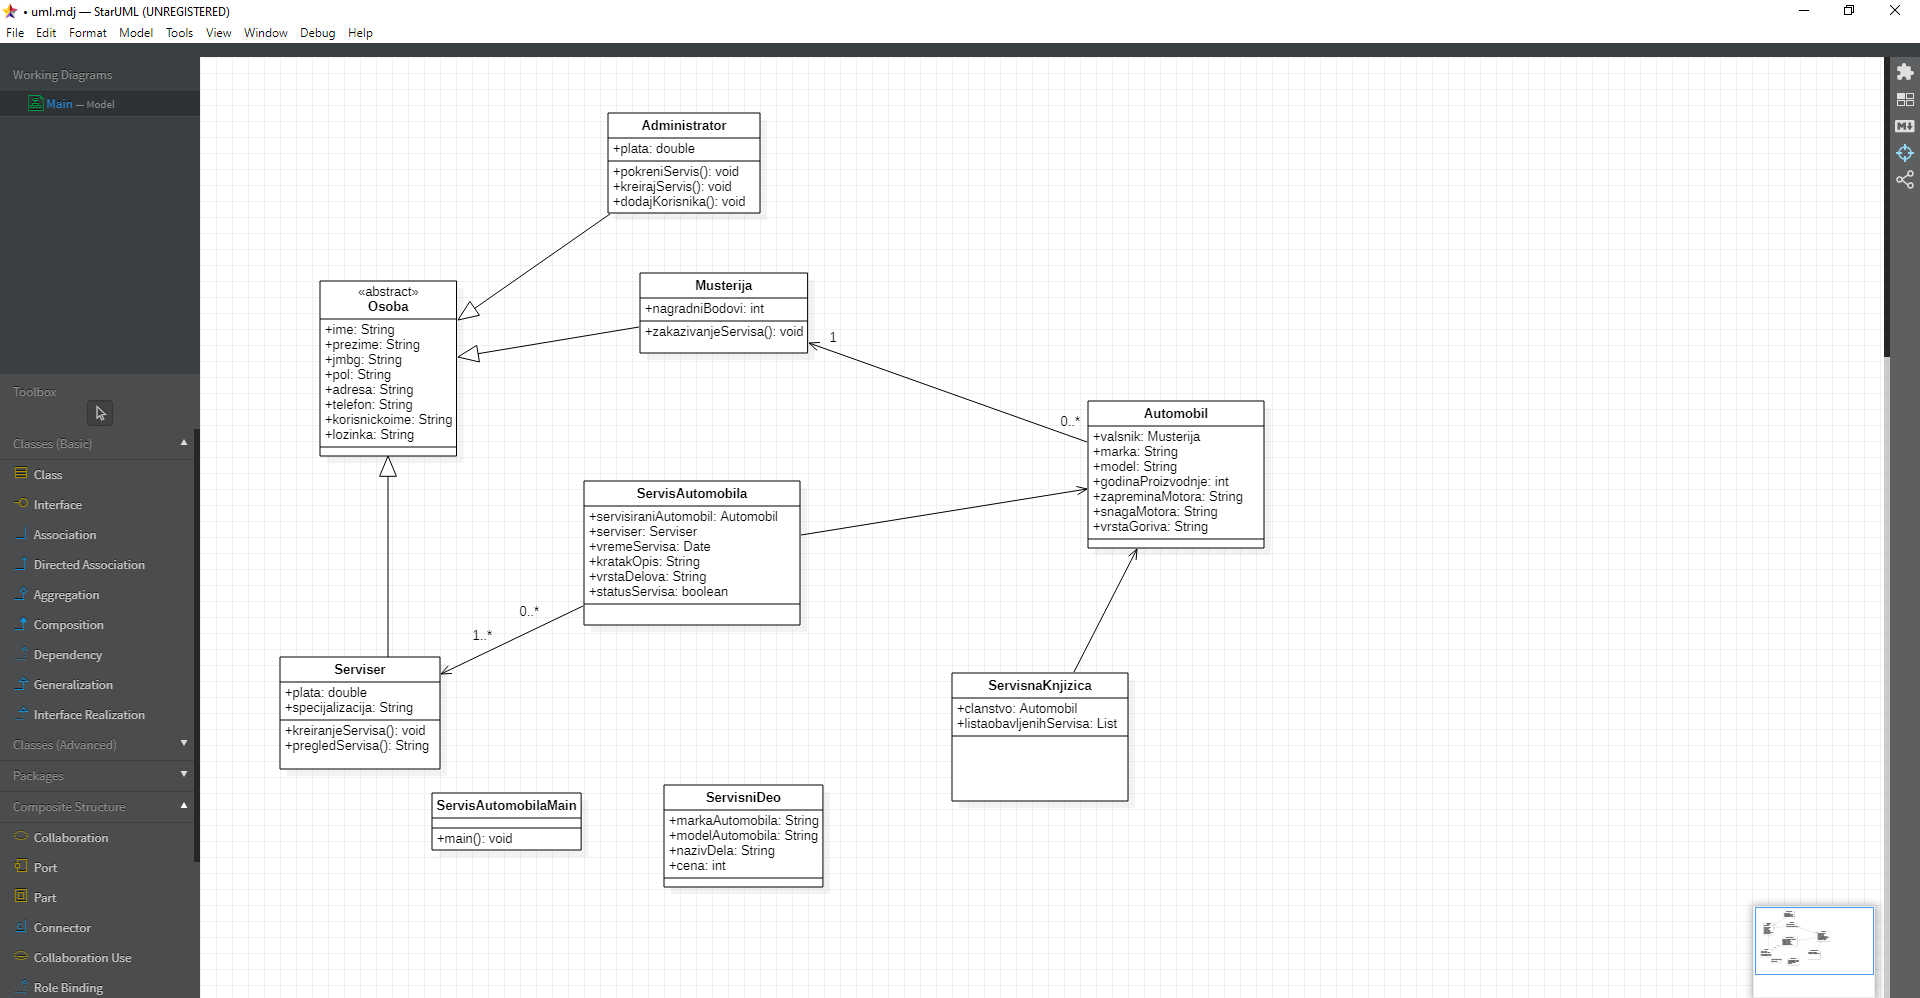 • uml.mdj — StarUML (UNREGISTERED)
File Edit Format Model Tools View Window Debug Help
Working Diagrams
Main — Model
Toolbox
Classes (Basic)
Class
Interface
Association
Directed Association
Aggregation
Composition
Dependency
Generalization
Interface Realization
Classes (Advanced)
Packages
Composite Structure
Collaboration
Port
Part
Connector
Collaboration Use
Role Binding
Administrator
+plata: double
+pokreniServis(): void
+kreirajServis(): void
+dodajKorisnika(): void
«abstract»
Osoba
+ime: String
+prezime: String
+jmbg: String
+pol: String
+adresa: String
+telefon: String
+korisnickoime: String
+lozinka: String
Musterija
+nagradniBodovi: int
+zakazivanjeServisa(): void
1
0..*
Automobil
+valsnik: Musterija
+marka: String
+model: String
+godinaProizvodnje: int
+zapreminaMotora: String
+snagaMotora: String
+vrstaGoriva: String
ServisAutomobila
+servisiraniAutomobil: Automobil
+serviser: Serviser
+vremeServisa: Date
+kratakOpis: String
+vrstaDelova: String
+statusServisa: boolean
0..*
1..*
Serviser
+plata: double
+specijalizacija: String
+kreiranjeServisa(): void
+pregledServisa(): String
ServisnaKnjizica
+clanstvo: Automobil
+listaobavljenihServisa: List
ServisAutomobilaMain
+main(): void
ServisniDeo
+markaAutomobila: String
+modelAutomobila: String
+nazivDela: String
+cena: int
M